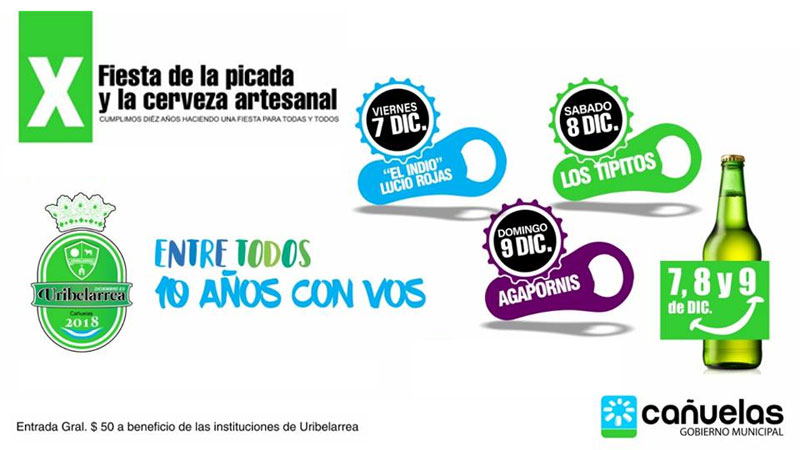 X
Fiesta de la picada
y la cerveza artesanal
CUMPLIMOS DIÉZ AÑOS HACIENDO UNA FIESTA PARA TODAS Y TODOS
VIERNES
7 DIC.
"EL INDIO"
LUCIO ROJAS
SABADO
8 DIC.
LOS TIPITOS
DOMINGO
9 DIC.
AGAPORNIS
Uribelarrea
Cañuelas
2018
ENTRE TODOS
10 AÑOS CON VOS
7, 8 y 9
de DIC.
Entrada Gral. $ 50 a beneficio de las instituciones de Uribelarrea
cañuelas
GOBIERNO MUNICIPAL